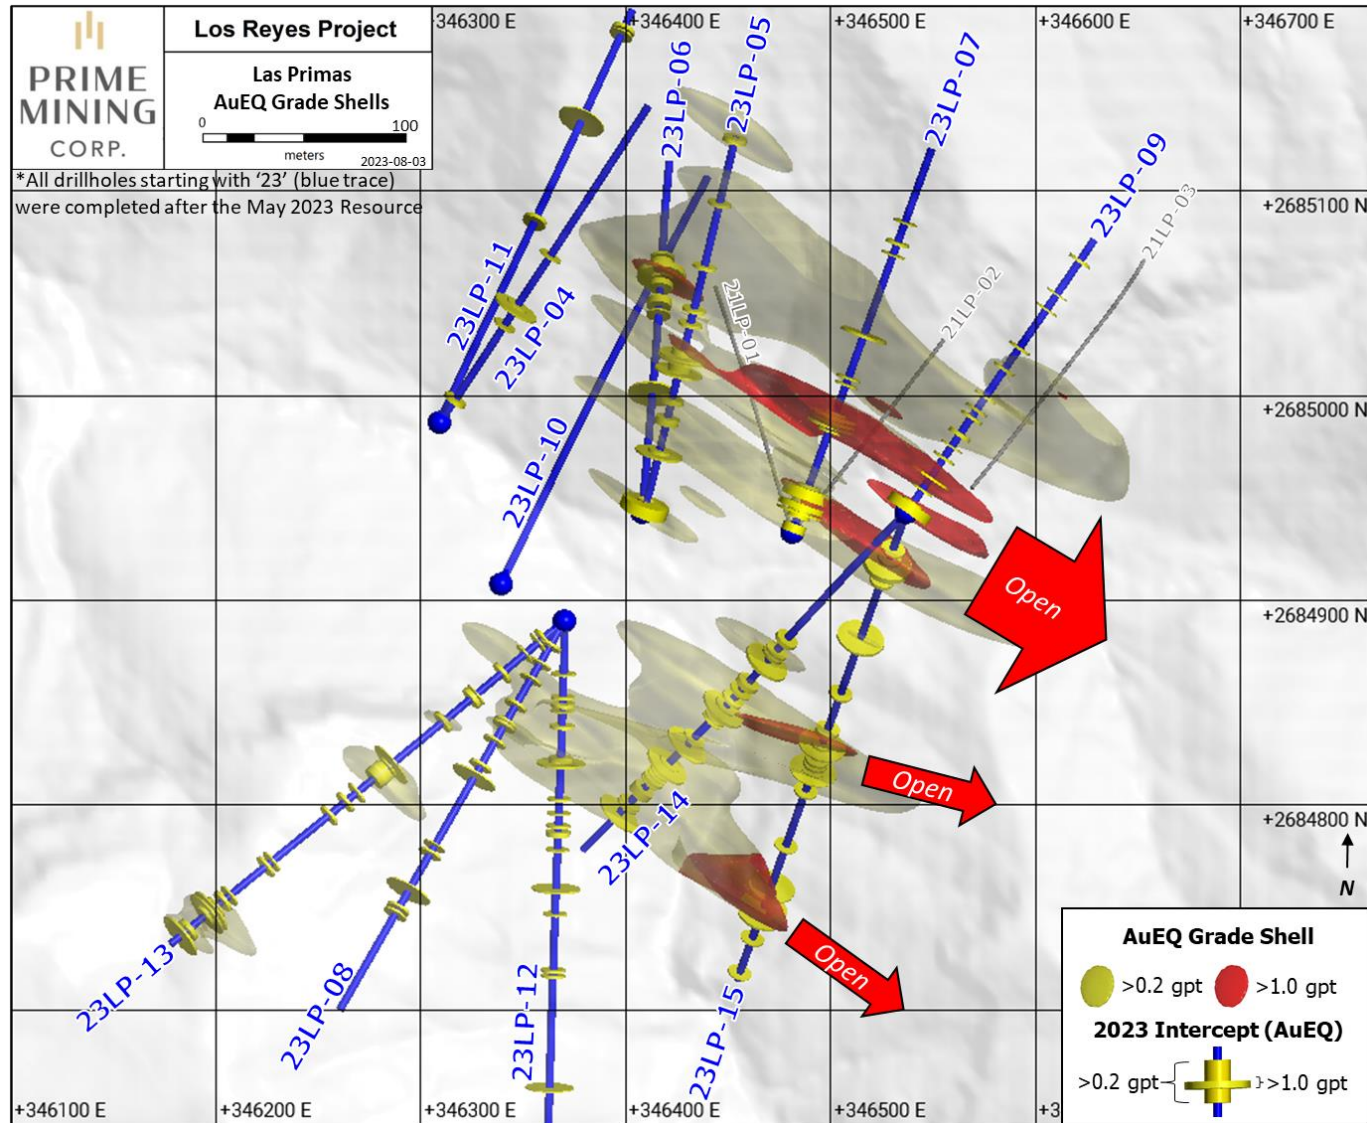 PRIME
MINING
CORP.
Los Reyes Project
Las Primas
AuEQ Grade Shells
0 100
meters
2023-08-03
*All drillholes starting with ‘23’ (blue trace)
were completed after the May 2023 Resource
+346300 E
+346400 E
+346500 E
+346600 E
+346700 E
23LP-06
23LP-05
23LP-07
23LP-09
21LP-03
+2685100 N
23LP-11
23LP-04
21LP-01
21LP-02
+2685000 N
23LP-10
Open
+2684900 N
Open
23LP-14
+2684800 N
N
Open
23LP-13
23LP-08
23LP-12
23LP-15
AuEQ Grade Shell
>0.2 gpt >1.0 gpt
2023 Intercept (AuEQ)
>0.2 gpt >1.0 gpt
+346100 E
+346200 E
+346300 E
+346400 E
+346500 E
+3